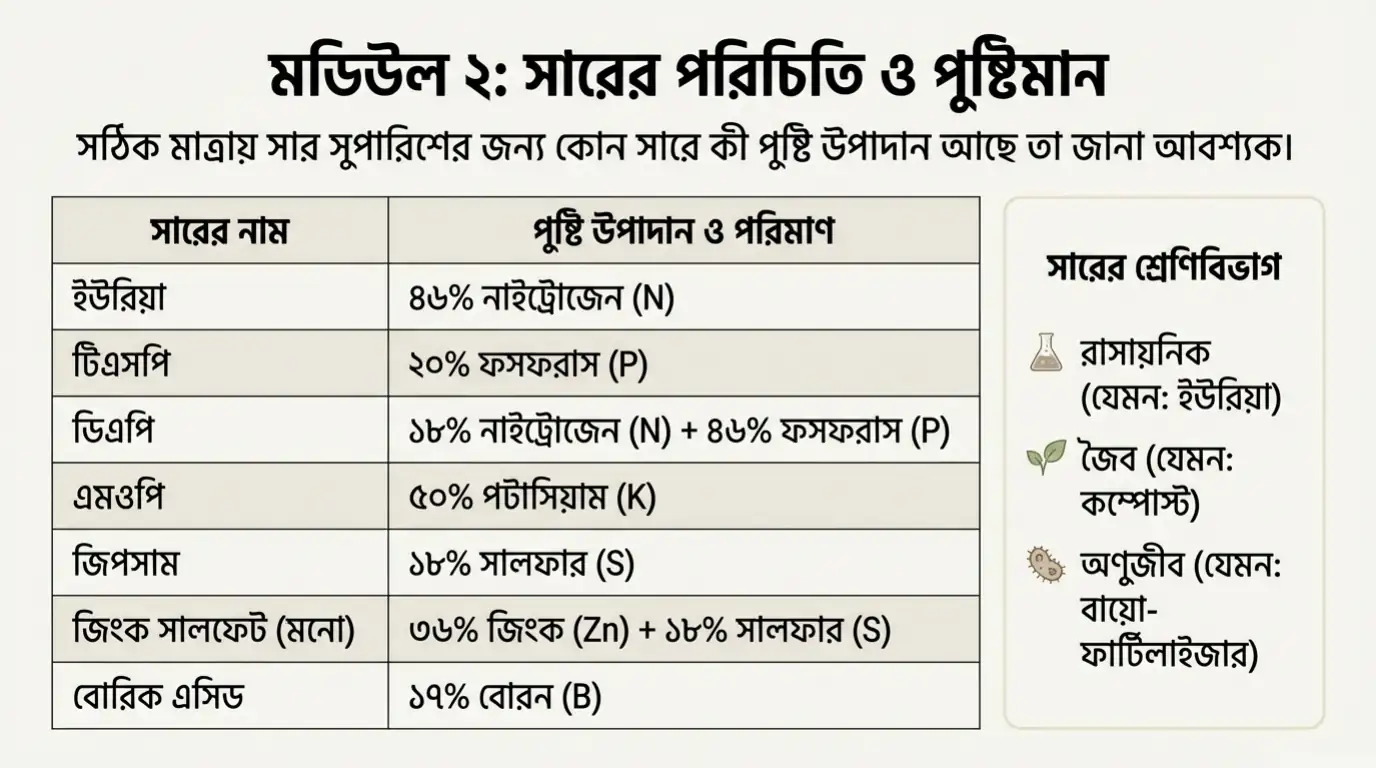 মডিউল ২: সারের পরিচিতি ও পুষ্টিমান
সঠিক মাত্রায় সার সুপারিশের জন্য কোন সারে কী পুষ্টি উপাদান আছে তা জানা আবশ্যক।
সারের নাম পুষ্টি উপাদান ও পরিমাণ
ইউরিয়া ৪৬% নাইট্রোজেন (N)
টিএসপি ২০% ফসফরাস (P)
ডিএপি ১৮% নাইট্রোজেন (N) + ৪৬% ফসফরাস (P)
এমওপি ৫০% পটাসিয়াম (K)
জিপসাম ১৮% সালফার (S)
জিংক সালফেট (মনো) ৩৬% জিংক (Zn) + ১৮% সালফার (S)
বোরিক এসিড ১৭% বোরন (B)
সারের শ্রেণিবিভাগ
রাসায়নিক
(যেমন: ইউরিয়া)
জৈব (যেমন:
কম্পোস্ট)
অণুজীব (যেমন:
বায়ো-
ফার্টিলাইজার)